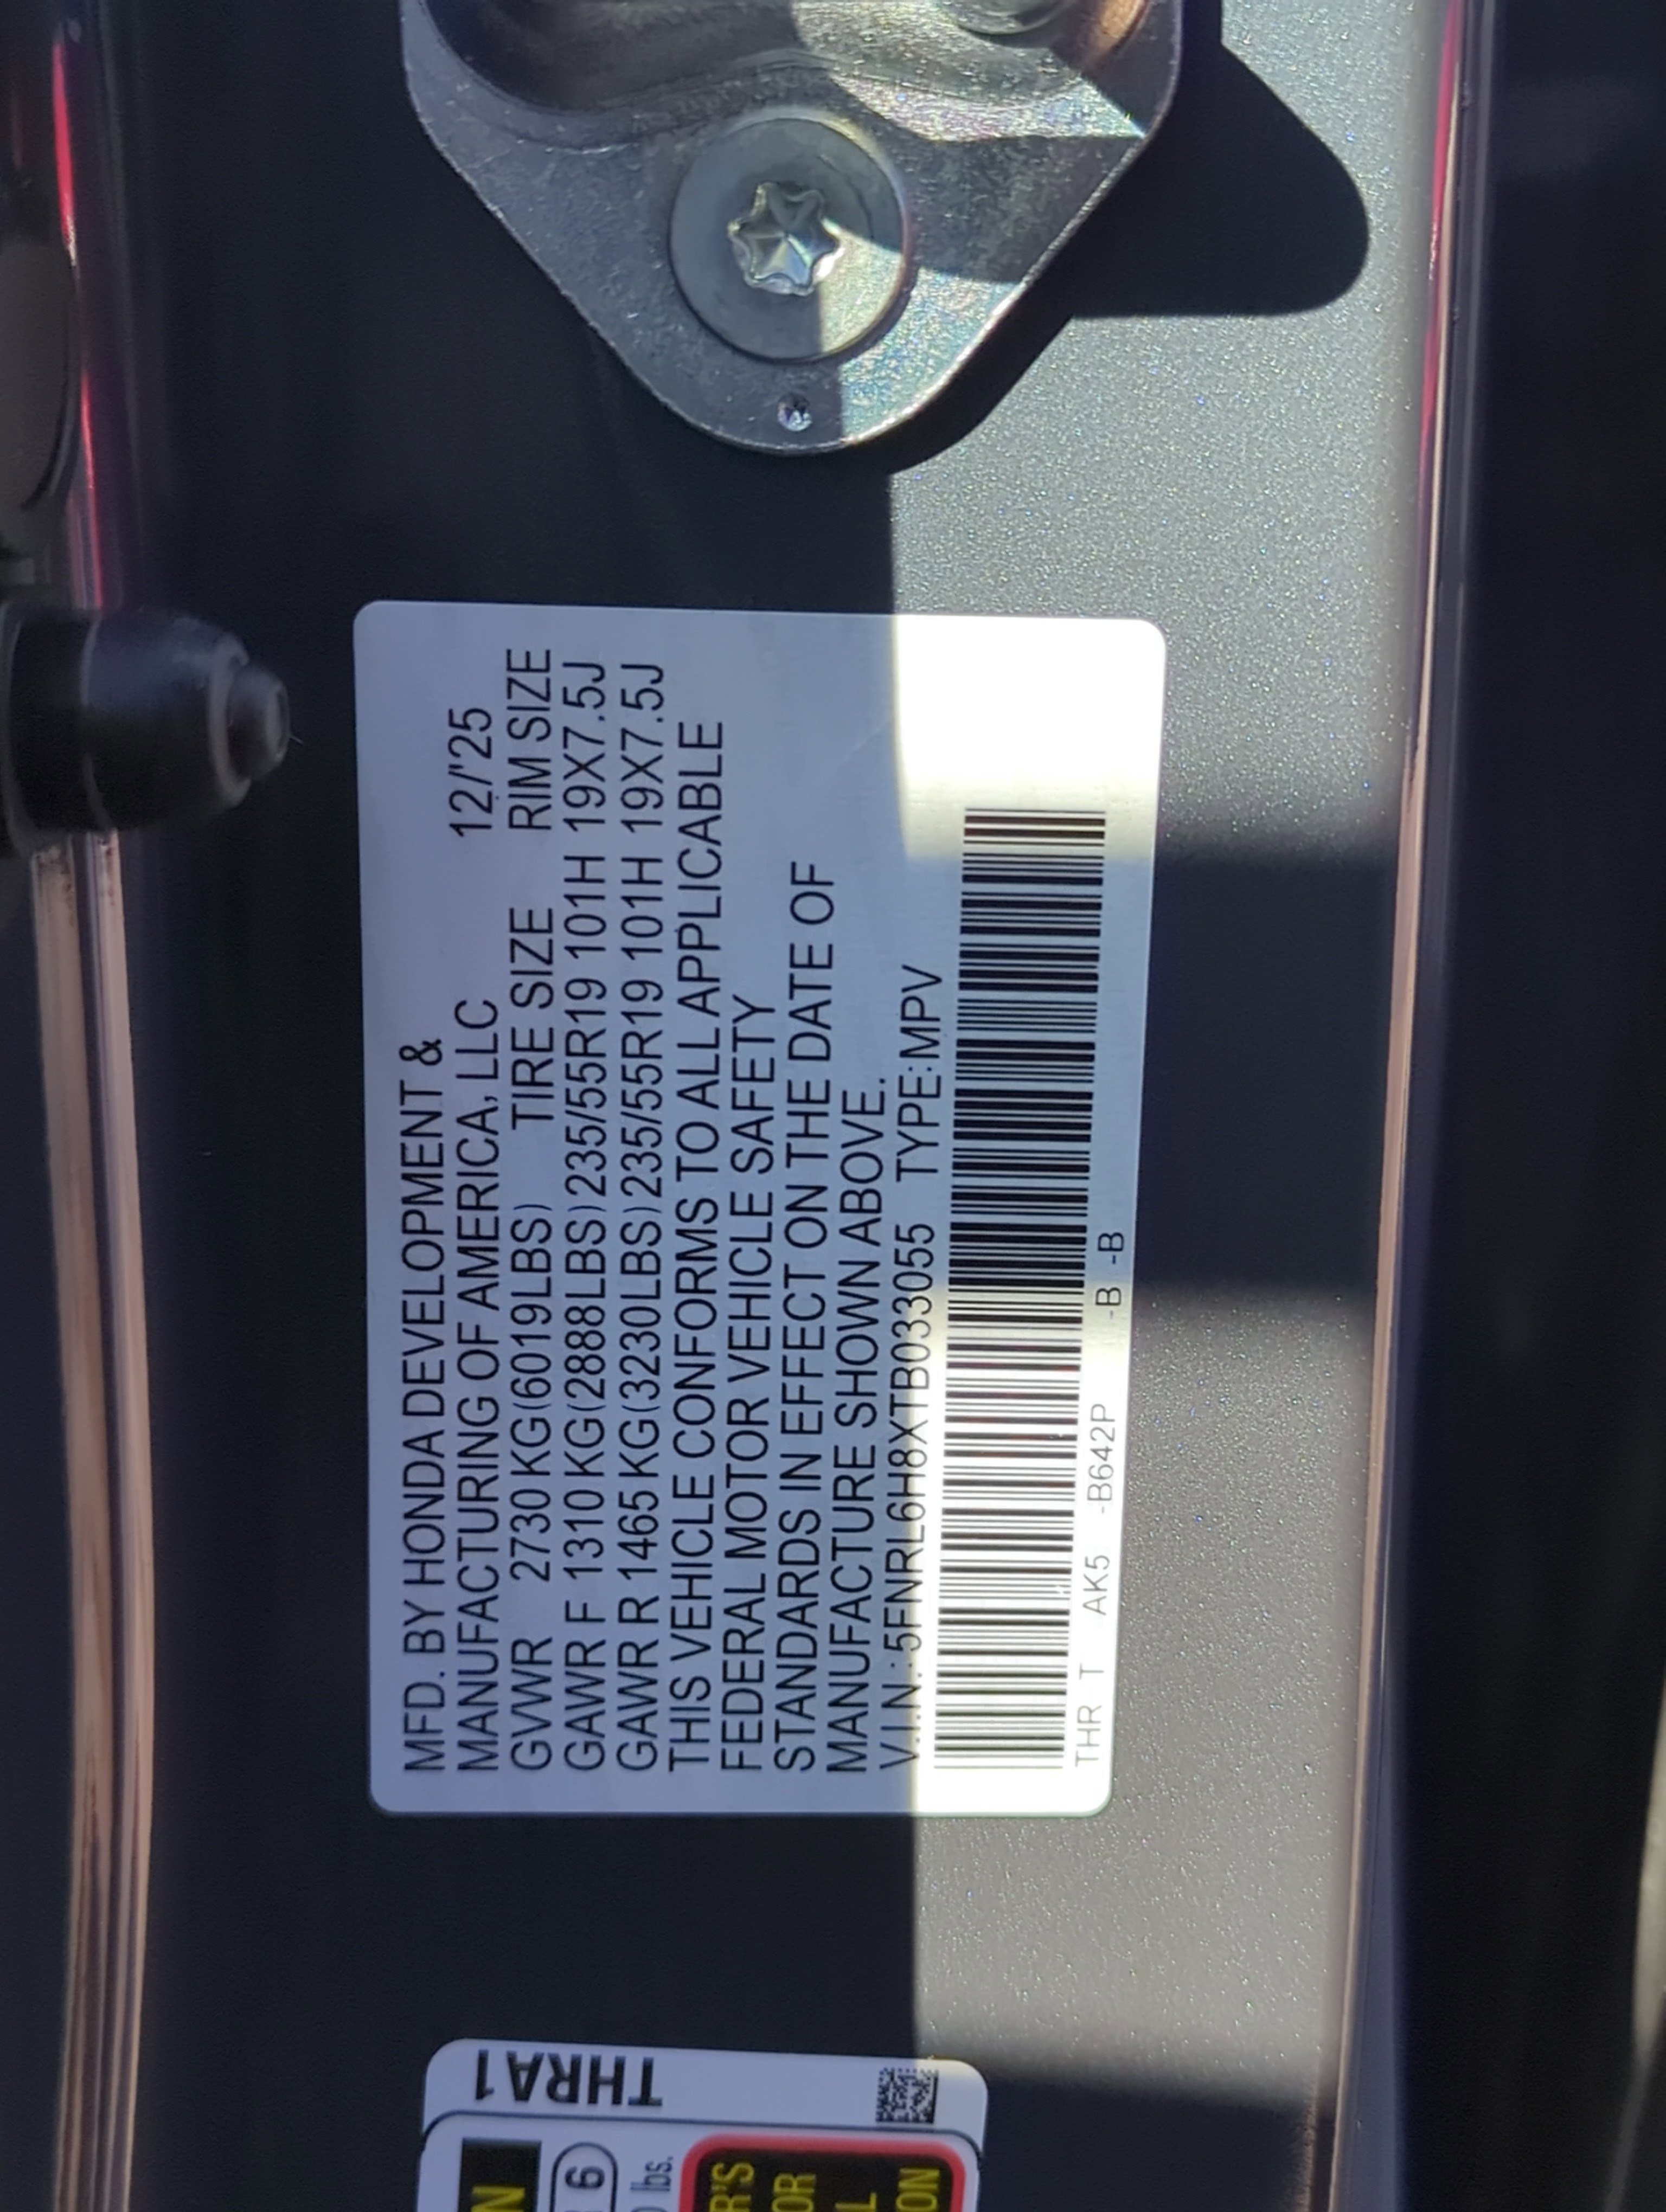 MFD. BY HONDA DEVELOPMENT &
MANUFACTURING OF AMERICA, LLC 12/'25
GVWR 2730 KG(6019LBS) TIRE SIZE RIM SIZE
GAWR F 1310 KG(2888LBS) 235/55R19 101H 19X7.5J
GAWR R 1465 KG(3230LBS) 235/55R19 101H 19X7.5J
THIS VEHICLE CONFORMS TO ALL APPLICABLE
FEDERAL MOTOR VEHICLE SAFETY
STANDARDS IN EFFECT ON THE DATE OF
MANUFACTURE SHOWN ABOVE.
V.I.N.: 5FNRL6H8XTB033055 TYPE: MPV
THR T AK5 -B642P -B -B
THRA1
6
lbs.